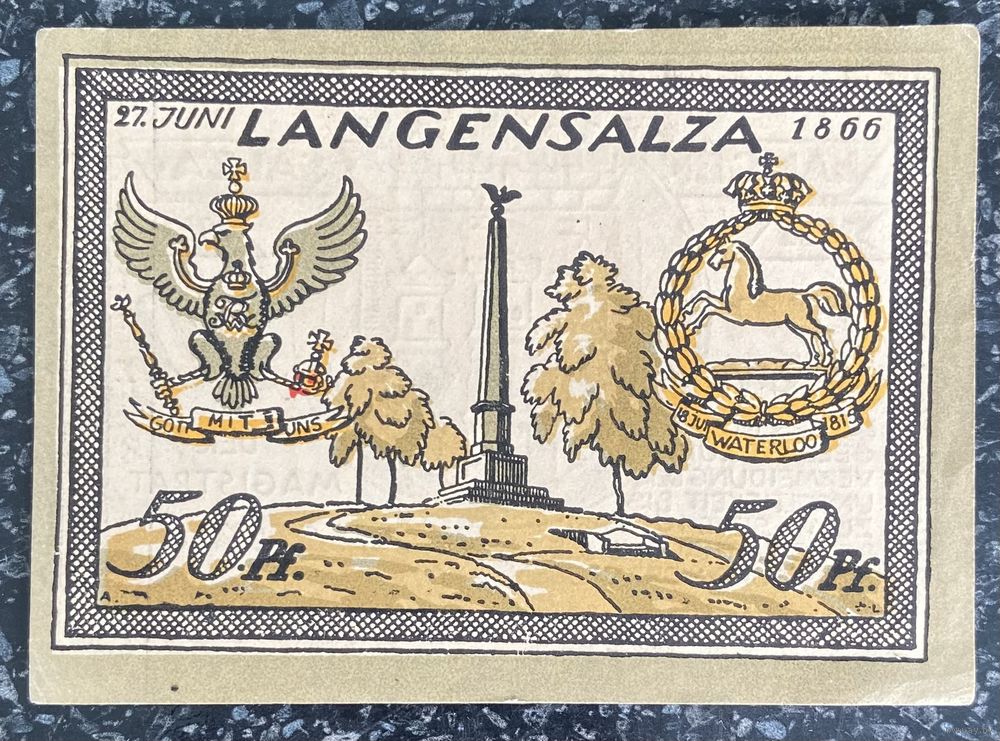 27. JUNI LANGENSALZA 1866
GOTT MIT UNS
18 JUNI 1815
WATERLOO
50 Pf. 50 Pf.
A. L